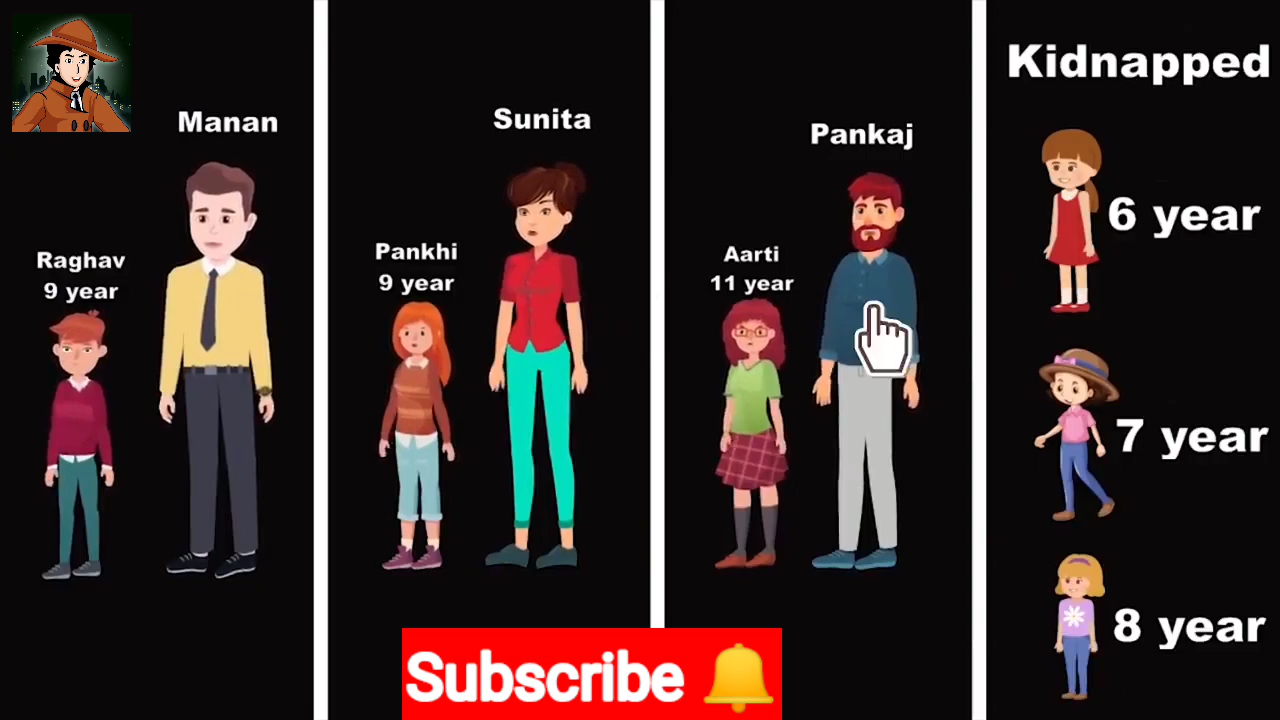 Manan
Raghav
9 year
Sunita
Pankhi
9 year
Pankaj
Aarti
11 year
Kidnapped
6 year
7 year
8 year
Subscribe